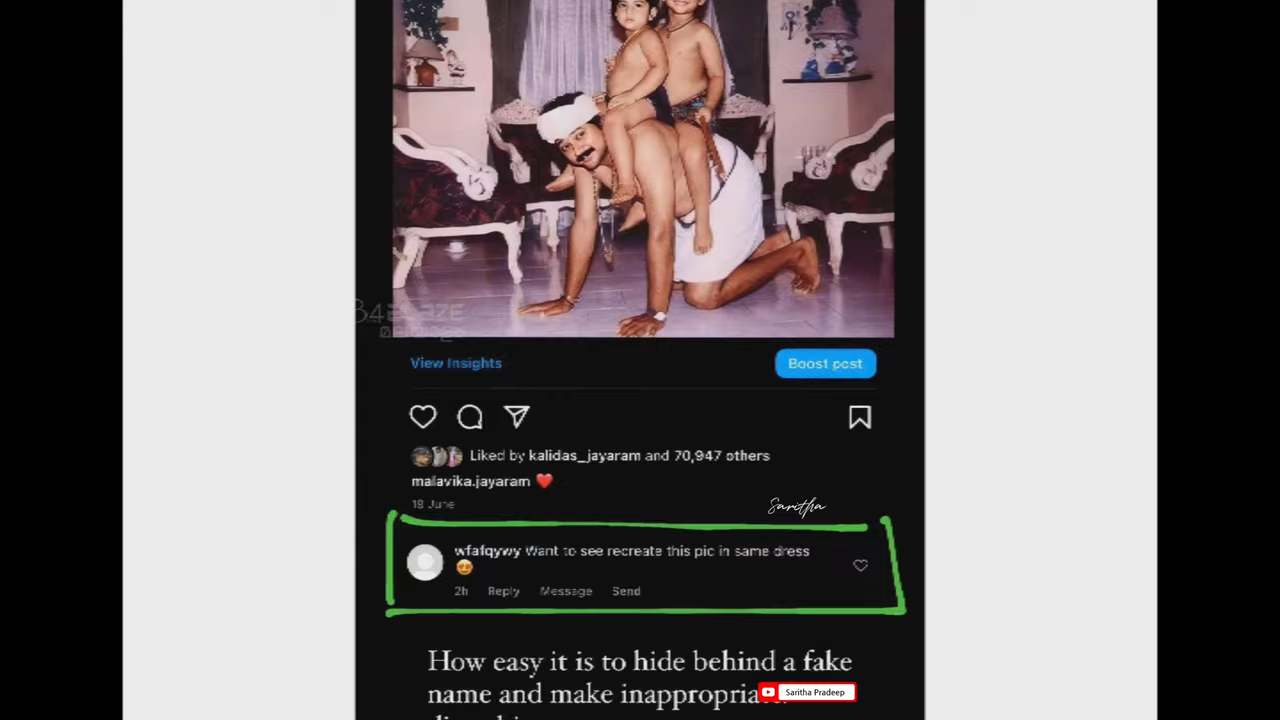 View Insights
Boost post
Liked by kalidas_jayaram and 70,947 others
malavika.jayaram ❤️
18 June
Saritha
wfafqywy Want to see recreate this pic in same dress
😍
2h Reply Message Send
How easy it is to hide behind a fake
name and make
Saritha Pradeep